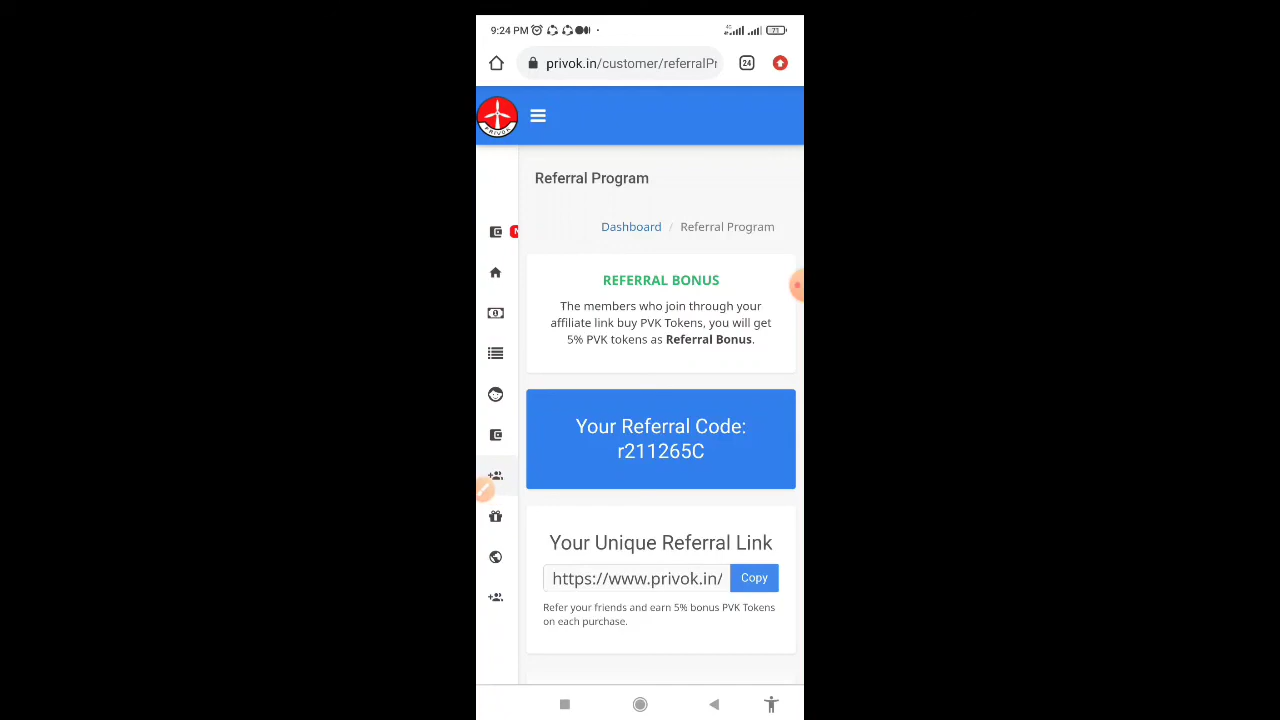 9:24 PM
4G
71
privok.in/customer/referralPr
24
PRIVOK
Referral Program
Dashboard / Referral Program
REFERRAL BONUS
The members who join through your
affiliate link buy PVK Tokens, you will get
5% PVK tokens as Referral Bonus.
Your Referral Code:
r211265C
Your Unique Referral Link
https://www.privok.in/
Copy
Refer your friends and earn 5% bonus PVK Tokens
on each purchase.